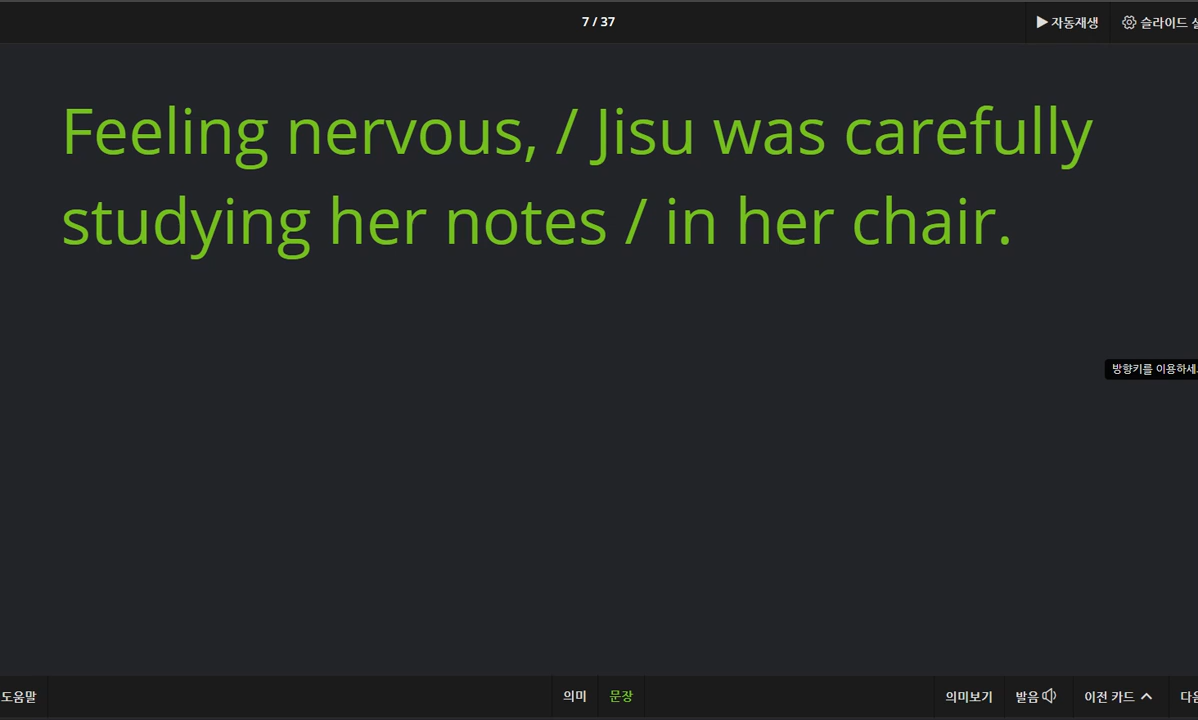 7 / 37
▶ 자동재생
슬라이드
Feeling nervous, / Jisu was carefully
studying her notes / in her chair.
방향키를 이용하세
도움말
의미
문장
의미보기
발음
이전 카드
다음